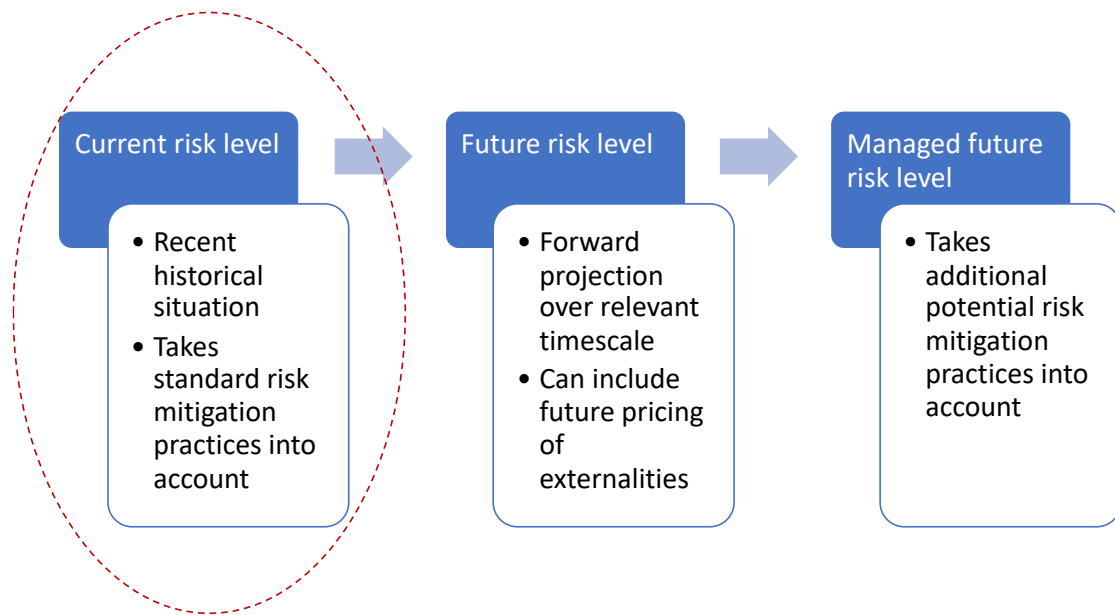 Current risk level
• Recent
historical
situation
• Takes
standard risk
mitigation
practices into
account
Future risk level
• Forward
projection
over relevant
timescale
• Can include
future pricing
of
externalities
Managed future
risk level
• Takes
additional
potential risk
mitigation
practices into
account